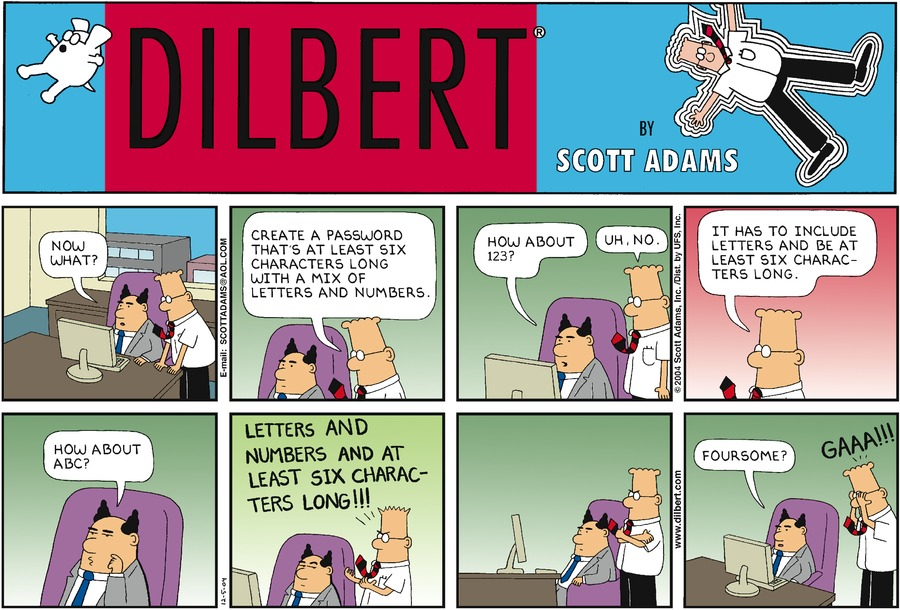 DILBERT®
BY
SCOTT ADAMS
NOW
WHAT?
E-mail: SCOTTADAMS@AOL.COM
CREATE A PASSWORD
THAT'S AT LEAST SIX
CHARACTERS LONG
WITH A MIX OF
LETTERS AND NUMBERS.
HOW ABOUT
123?
UH, NO.
© 2004 Scott Adams, Inc./Dist. by UFS, Inc.
IT HAS TO INCLUDE
LETTERS AND BE AT
LEAST SIX CHARAC-
TERS LONG.
HOW ABOUT
ABC?
12-5-04
LETTERS AND
NUMBERS AND AT
LEAST SIX CHARAC-
TERS LONG!!!
www.dilbert.com
FOURSOME?
GAAA!!!